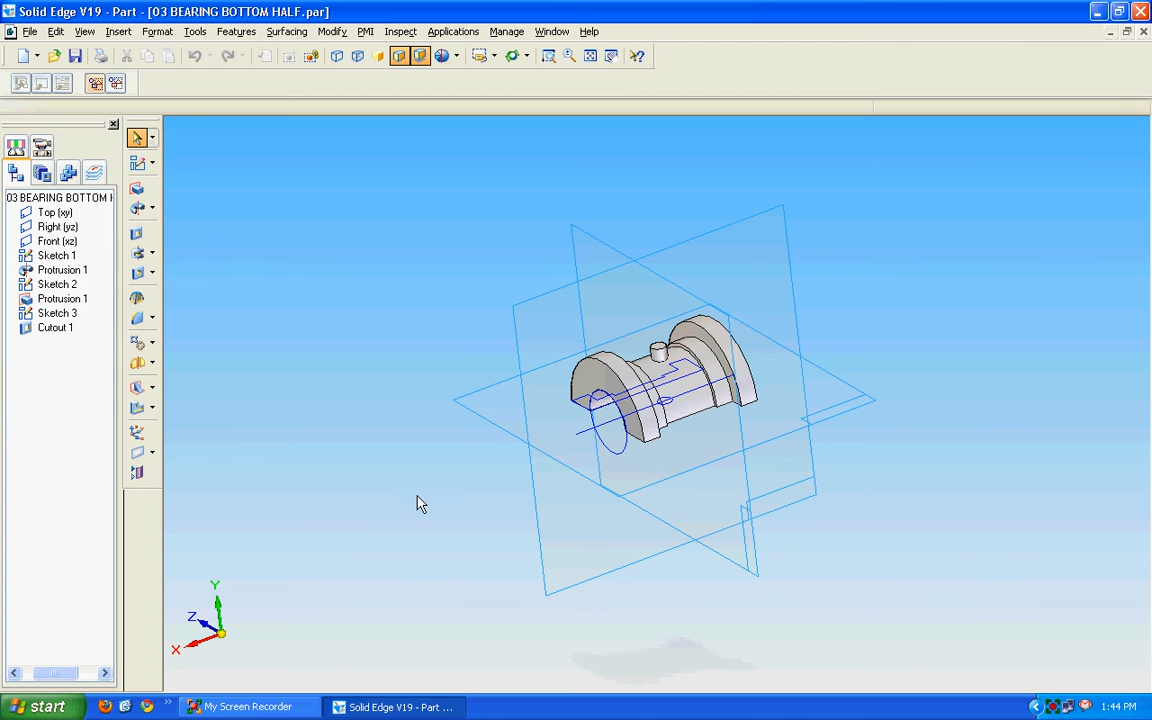 Solid Edge V19 - Part - [03 BEARING BOTTOM HALF.par]
File Edit View Insert Format Tools Features Surfacing Modify PMI Inspect Applications Manage Window Help
03 BEARING BOTTOM H
Top (xy)
Right (yz)
Front (xz)
Sketch 1
Protrusion 1
Sketch 2
Protrusion 1
Sketch 3
Cutout 1
Y
Z
X
start My Screen Recorder Solid Edge V19 - Part ... 1:44 PM